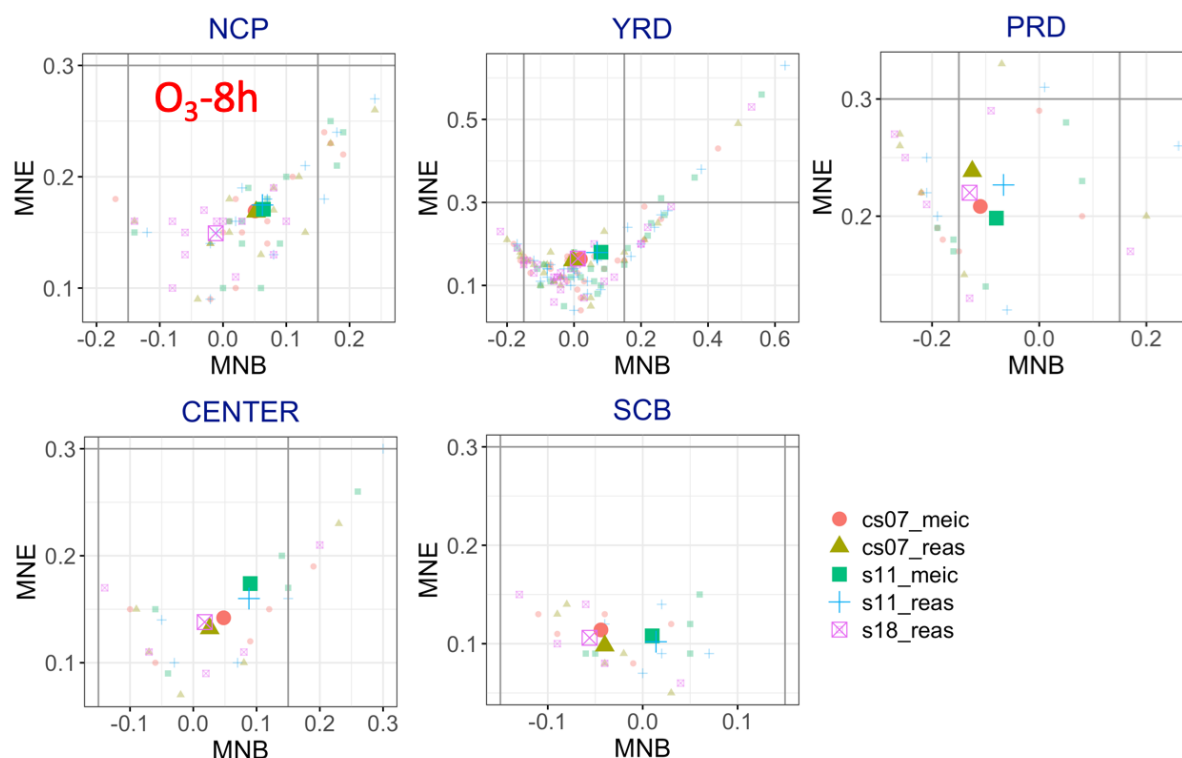 NCP
YRD
PRD
O₃-8h
MNE
0.3
0.2
0.1
-0.2
-0.1
0.0
0.1
0.2
MNB
MNE
0.5
0.3
0.1
-0.2
0.0
0.2
0.4
0.6
MNB
MNE
0.3
0.2
-0.2
0.0
0.2
MNB
CENTER
SCB
MNE
0.3
0.2
0.1
-0.1
0.0
0.1
0.2
0.3
MNB
MNE
0.3
0.2
0.1
-0.1
0.0
0.1
MNB
cs07_meic
cs07_reas
s11_meic
s11_reas
s18_reas